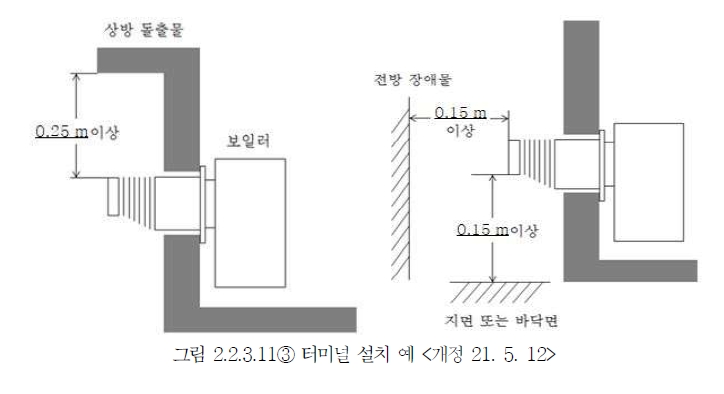 상방 돌출물
0.25 m이상
보일러
전방 장애물
0.15 m
이상
0.15 m이상
지면 또는 바닥면
그림 2.2.3.11③ 터미널 설치 예 <개정 21. 5. 12>